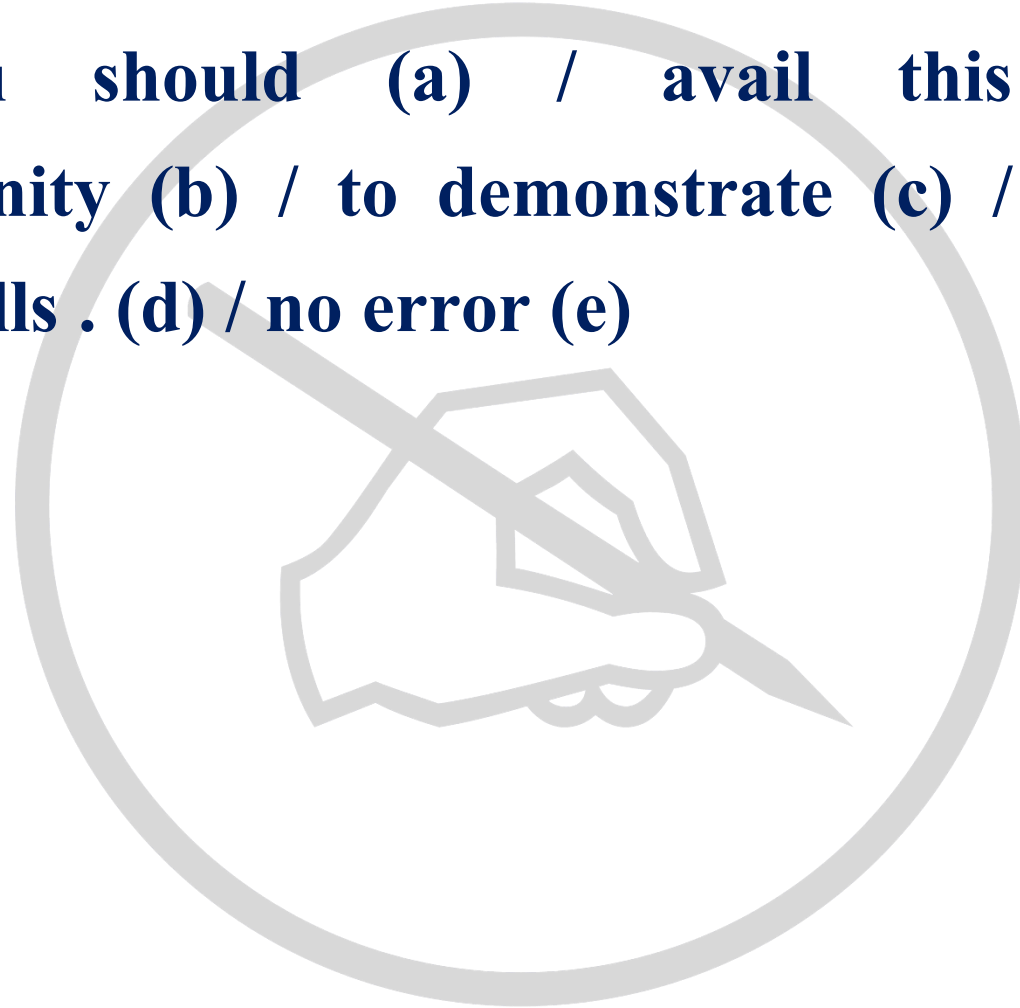 should (a) / avail this
nity (b) / to demonstrate (c) /
lls . (d) / no error (e)